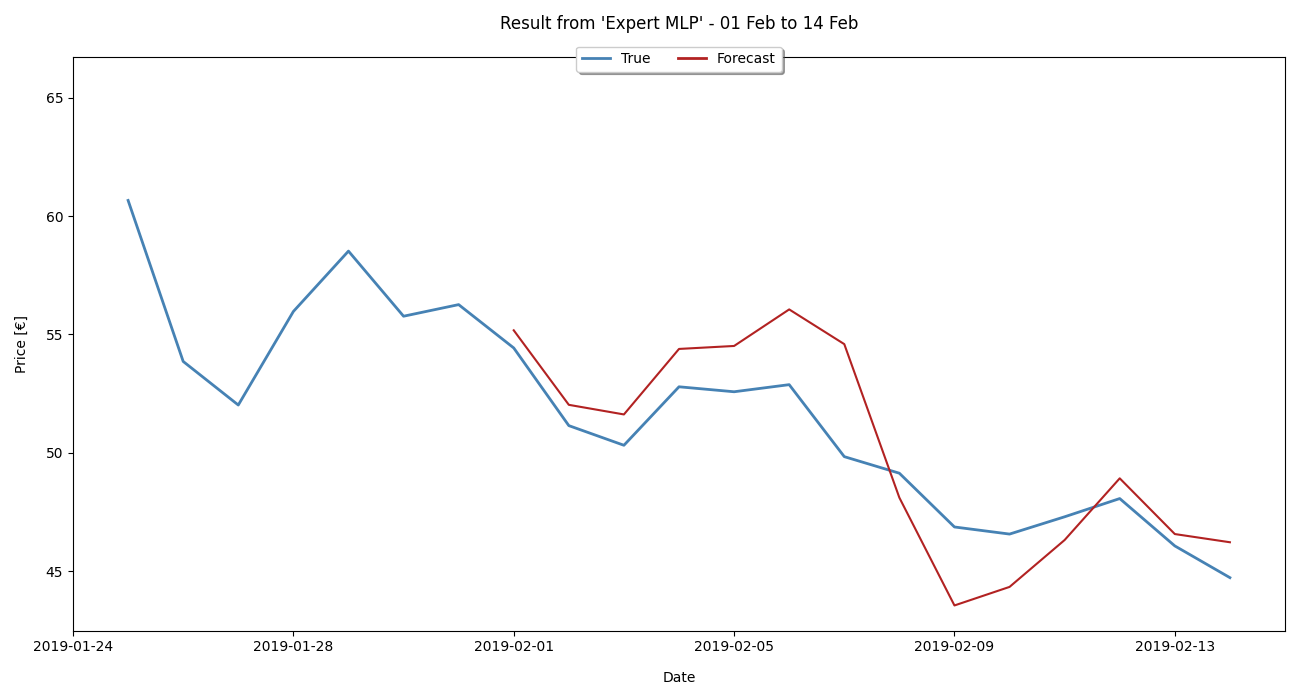 Result from 'Expert MLP' - 01 Feb to 14 Feb
True Forecast
65
60
55
50
45
Price [€]
2019-01-24 2019-01-28 2019-02-01 2019-02-05 2019-02-09 2019-02-13
Date